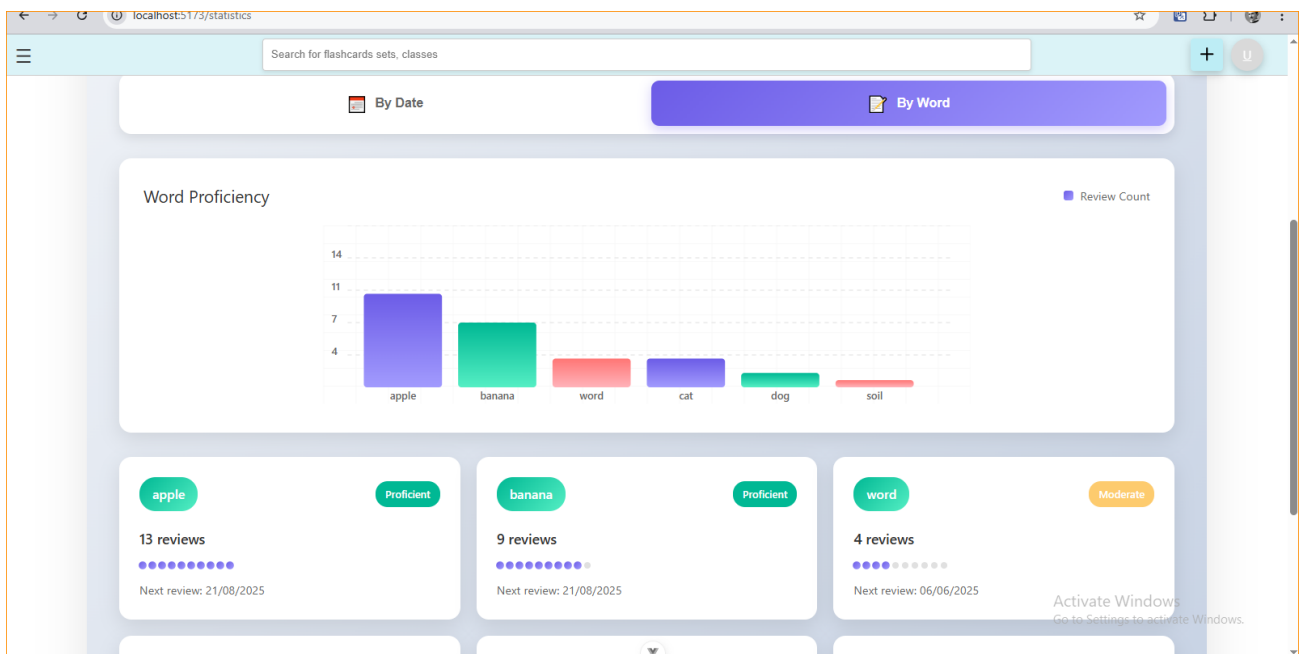 localhost:5173/statistics
Search for flashcards sets, classes
+
U
By Date
By Word
Word Proficiency
Review Count
14
11
7
4
apple banana word cat dog soil
apple Proficient
banana Proficient
word Moderate
13 reviews
9 reviews
4 reviews
Next review: 21/08/2025
Next review: 21/08/2025
Next review: 06/06/2025
Activate Windows
Go to Settings to activate Windows.